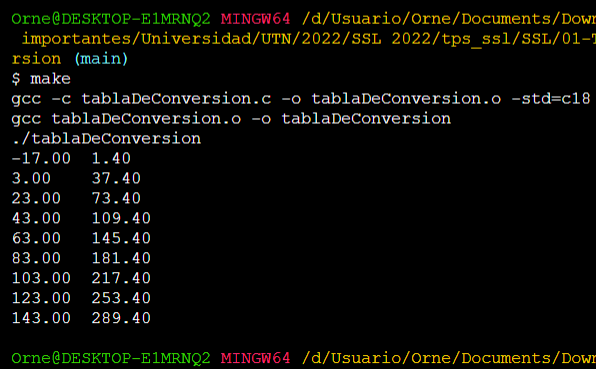 Orne@DESKTOP-E1MRNQ2 MINGW64 /d/Usuario/Orne/Documents/Down
importantes/Universidad/UTN/2022/SSL 2022/tps_ssl/SSL/01-T
rsion (main)
$ make
gcc -c tablaDeConversion.c -o tablaDeConversion.o -std=c18
gcc tablaDeConversion.o -o tablaDeConversion
./tablaDeConversion
-17.00  1.40
3.00    37.40
23.00   73.40
43.00   109.40
63.00   145.40
83.00   181.40
103.00  217.40
123.00  253.40
143.00  289.40
Orne@DESKTOP-E1MRNQ2 MINGW64 /d/Usuario/Orne/Documents/Down